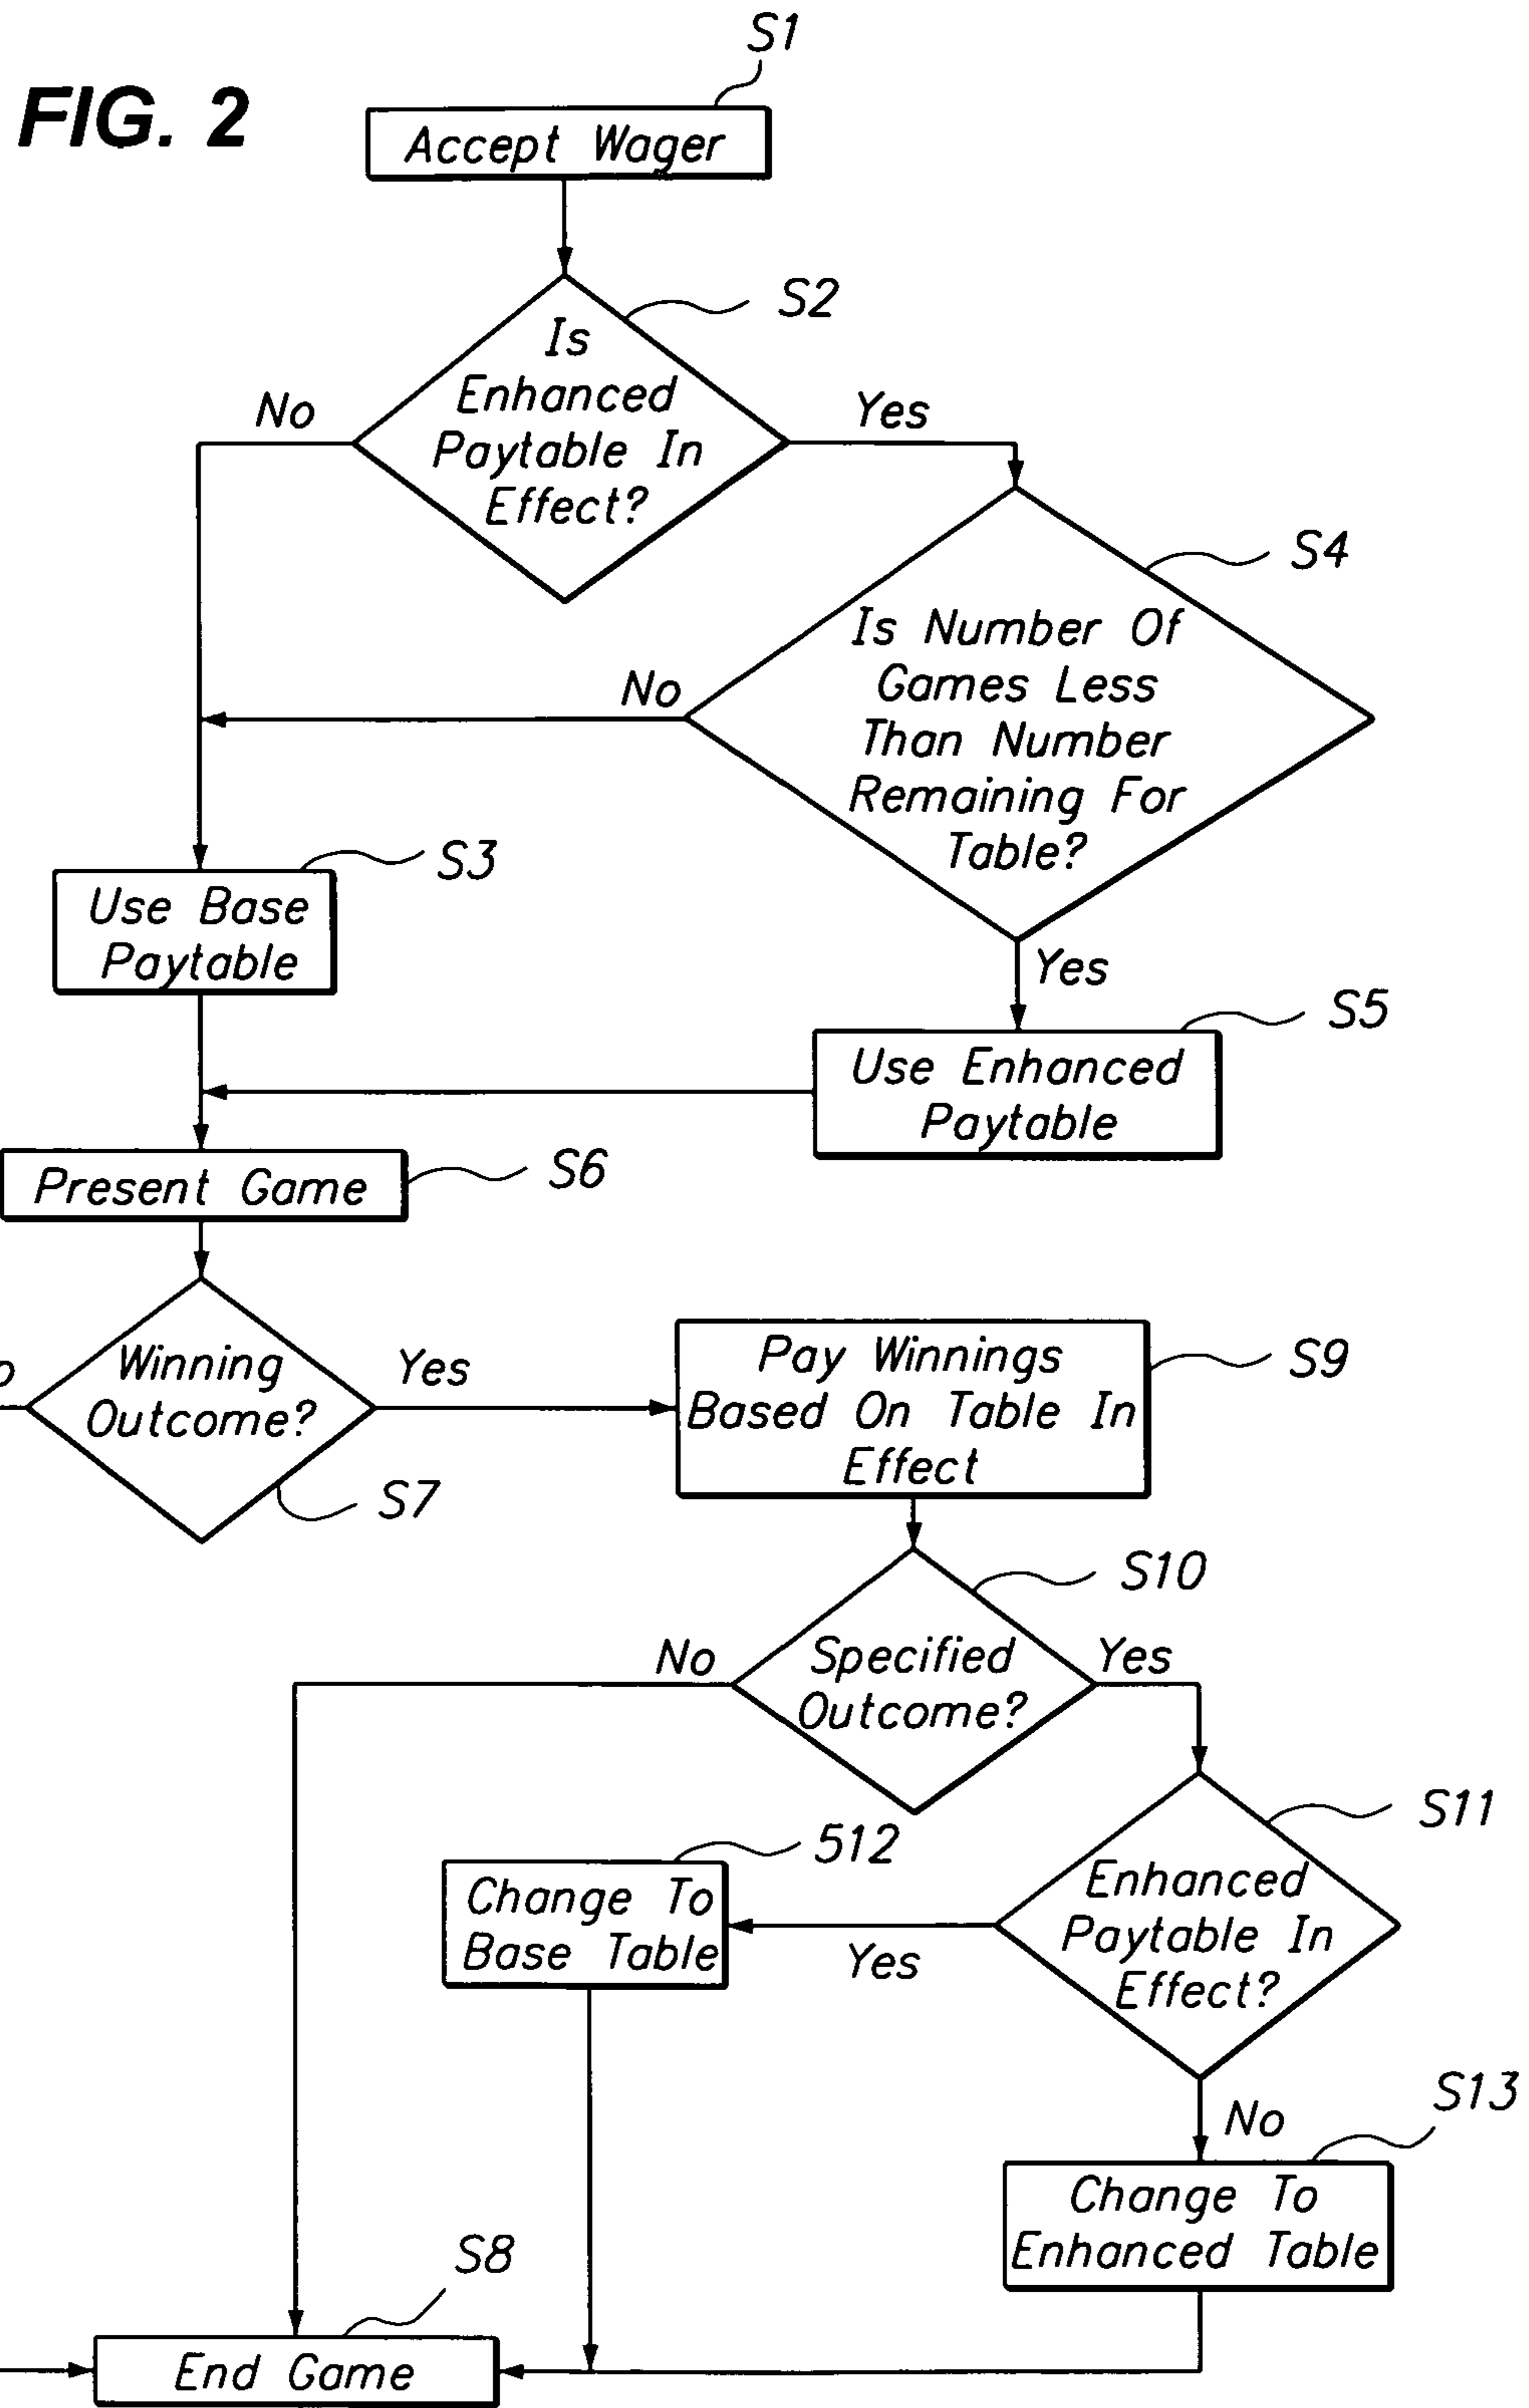 S1
FIG. 2
Accept Wager
S2
Is
Enhanced
Paytable In
Effect?
No
Yes
S4
Is Number Of
Games Less
Than Number
Remaining For
Table?
No
Yes
S3
Use Base
Paytable
S5
Use Enhanced
Paytable
S6
Present Game
Winning
Outcome?
Yes
S7
Pay Winnings
Based On Table In
Effect
S9
S10
Specified
Outcome?
No
Yes
S11
Enhanced
Paytable In
Effect?
512
Change To
Base Table
Yes
No
S13
Change To
Enhanced Table
S8
End Game